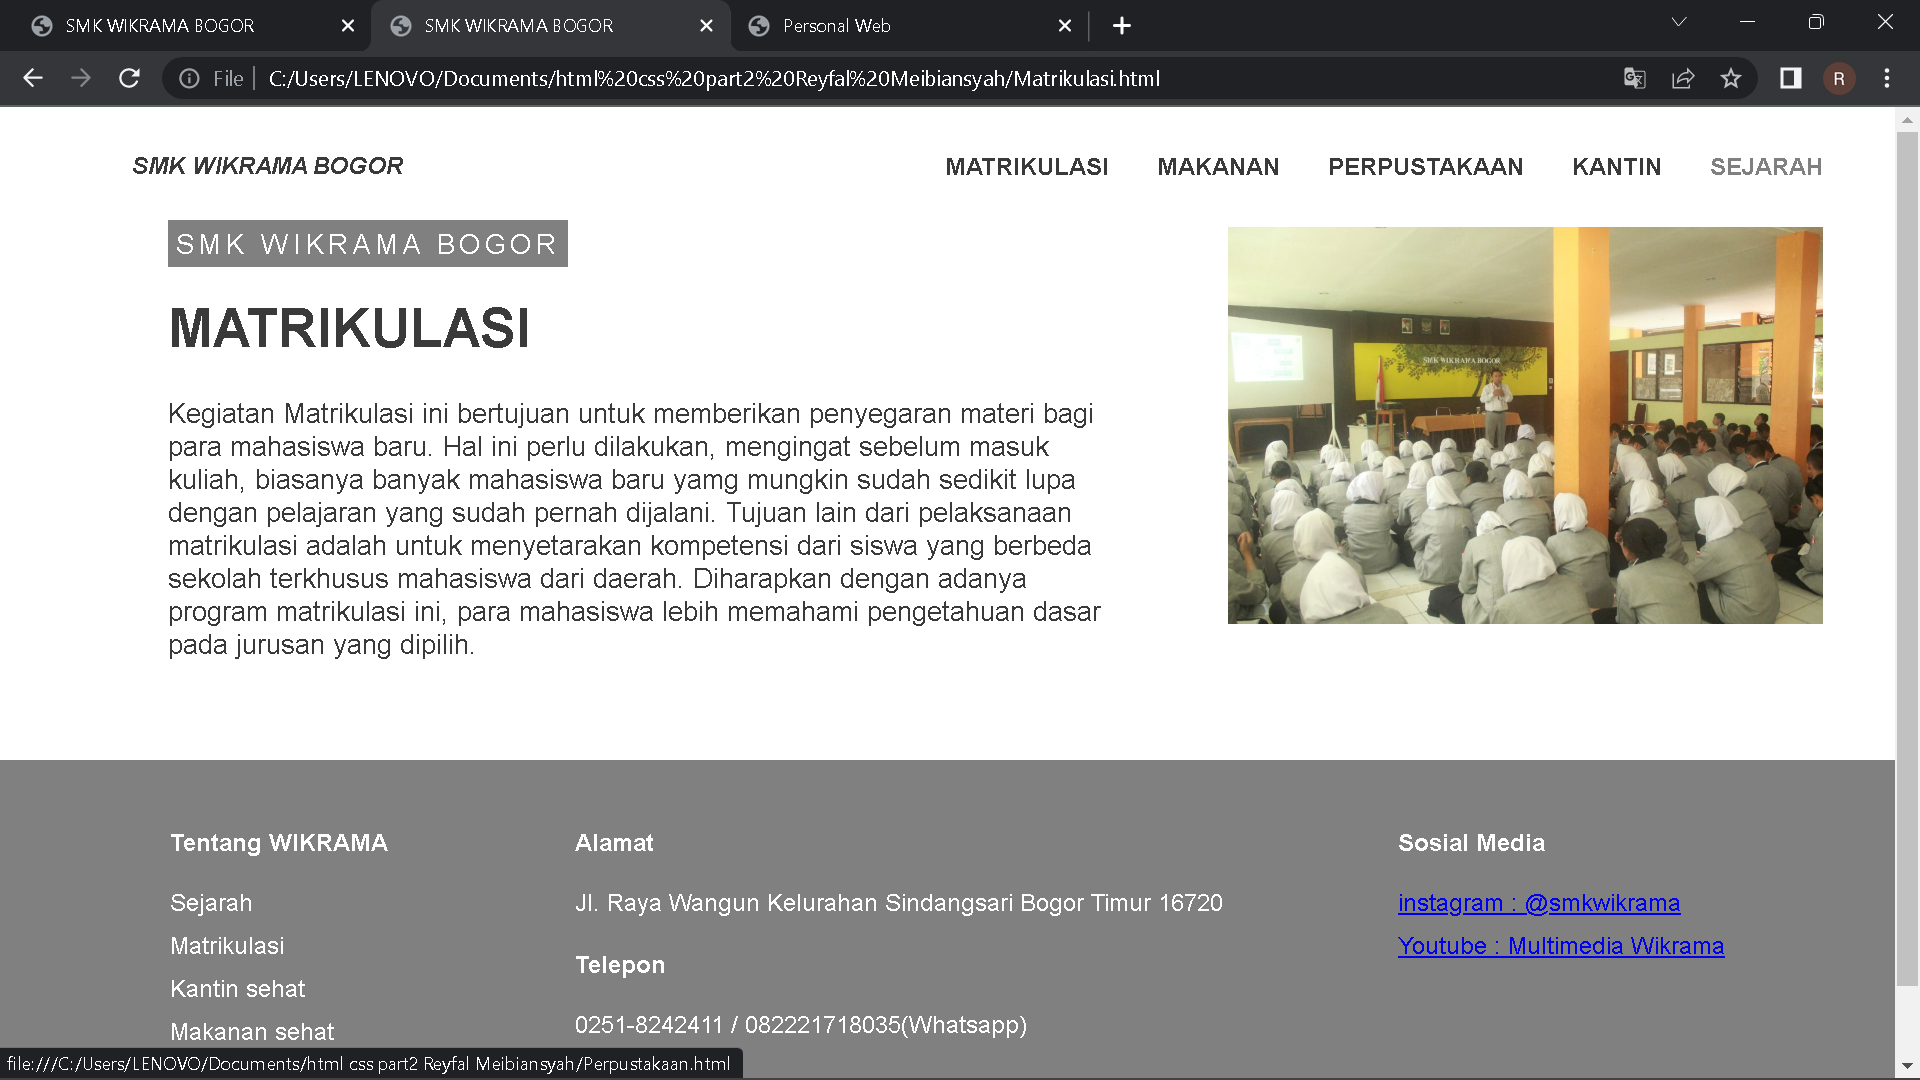 SMK WIKRAMA BOGOR
SMK WIKRAMA BOGOR
Personal Web
File
C:/Users/LENOVO/Documents/html%20css%20part2%20Reyfal%20Meibiansyah/Matrikulasi.html
R
SMK WIKRAMA BOGOR
MATRIKULASI MAKANAN PERPUSTAKAAN KANTIN SEJARAH
SMK WIKRAMA BOGOR
MATRIKULASI
Kegiatan Matrikulasi ini bertujuan untuk memberikan penyegaran materi bagi
para mahasiswa baru. Hal ini perlu dilakukan, mengingat sebelum masuk
kuliah, biasanya banyak mahasiswa baru yamg mungkin sudah sedikit lupa
dengan pelajaran yang sudah pernah dijalani. Tujuan lain dari pelaksanaan
matrikulasi adalah untuk menyetarakan kompetensi dari siswa yang berbeda
sekolah terkhusus mahasiswa dari daerah. Diharapkan dengan adanya
program matrikulasi ini, para mahasiswa lebih memahami pengetahuan dasar
pada jurusan yang dipilih.
SMK WIKRAMA BOGOR
Tentang WIKRAMA
Sejarah
Matrikulasi
Kantin sehat
Makanan sehat
Alamat
Jl. Raya Wangun Kelurahan Sindangsari Bogor Timur 16720
Telepon
0251-8242411 / 082221718035(Whatsapp)
Sosial Media
instagram : @smkwikrama
Youtube : Multimedia Wikrama
file:///C:/Users/LENOVO/Documents/html css part2 Reyfal Meibiansyah/Perpustakaan.html